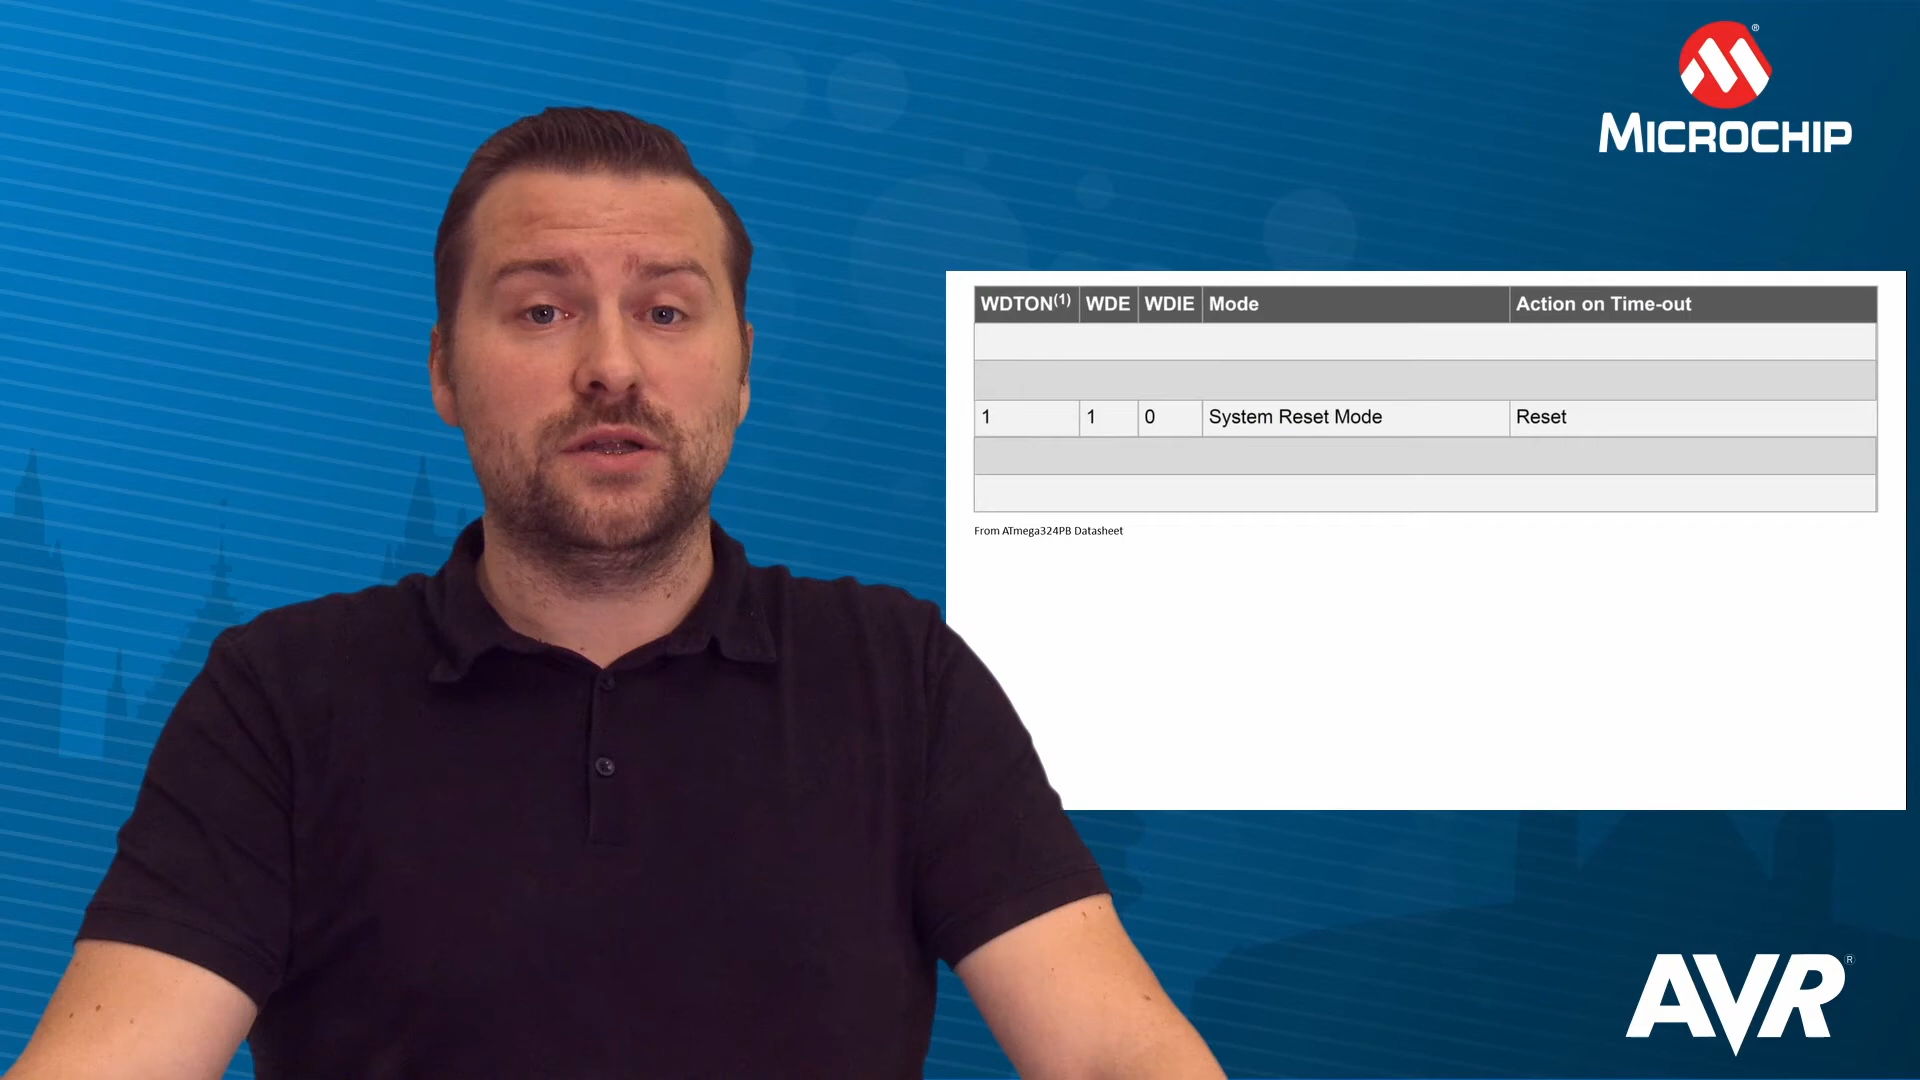 MICROCHIP
WDTON(1) WDE WDIE Mode Action on Time-out
1 1 0 System Reset Mode Reset
From ATmega324PB Datasheet
AVR